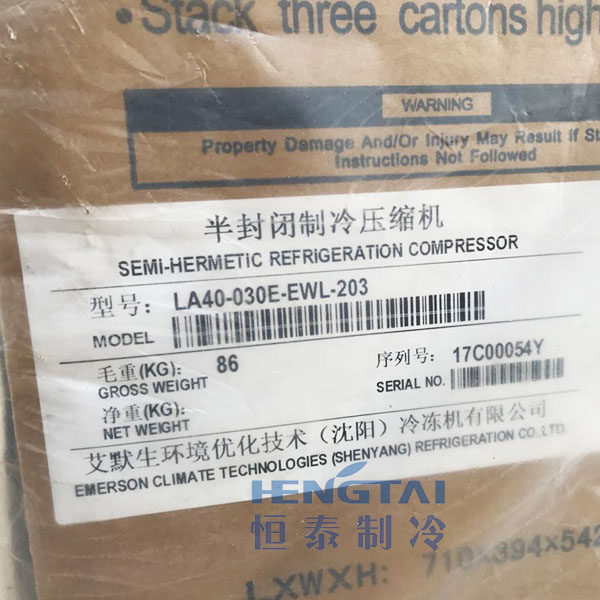 • Stack three cartons high
WARNING
Property Damage And/Or Injury May Result If
Instructions Not Followed
半封闭制冷压缩机
SEMI-HERMETIC REFRIGERATION COMPRESSOR
型号: LA40-030E-EWL-203
MODEL
毛重(KG): 86 序列号: 17C00054Y
GROSS WEIGHT SERIAL NO.
净重(KG):
NET WEIGHT
艾默生环境优化技术（沈阳）冷冻机有限公司
EMERSON CLIMATE TECHNOLOGIES (SHENYANG) REFRIGERATION CO.,LTD.
HENGTAI
恒泰制冷
LXWXH: 710×394×542